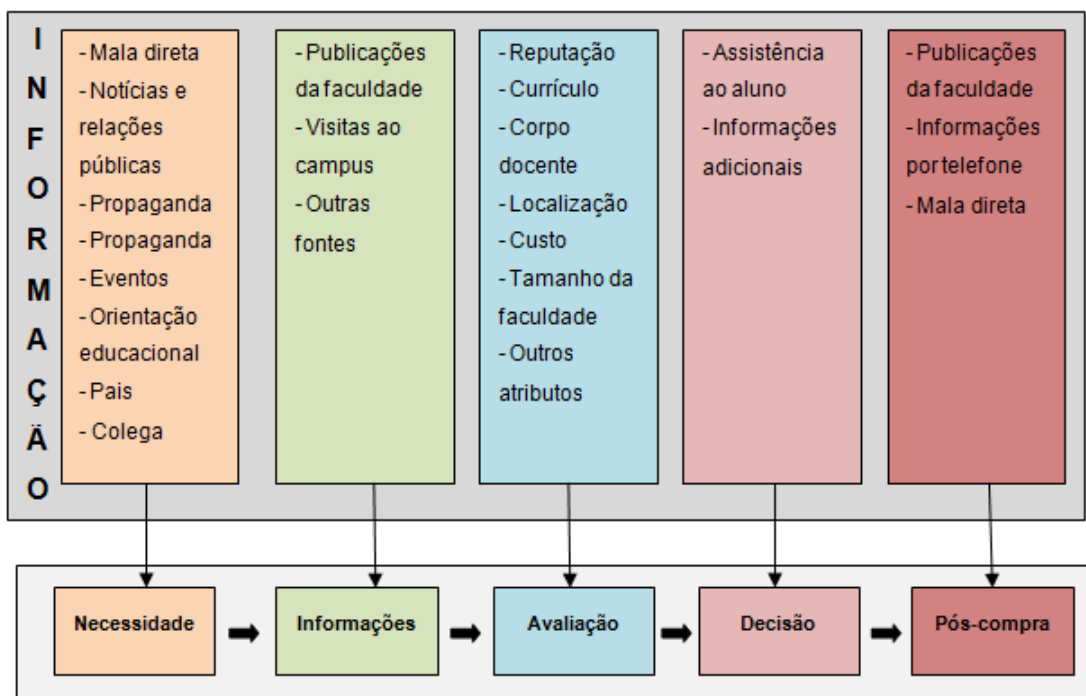 I
N
F
O
R
M
A
Ç
Ã
O
- Mala direta
- Notícias e
relações
públicas
- Propaganda
- Propaganda
- Eventos
- Orientação
educacional
- Pais
- Colega
- Publicações
da faculdade
- Visitas ao
campus
- Outras
fontes
- Reputação
- Currículo
- Corpo
docente
- Localização
- Custo
- Tamanho da
faculdade
- Outros
atributos
- Assistência
ao aluno
- Informações
adicionais
- Publicações
da faculdade
- Informações
por telefone
- Mala direta
Necessidade
Informações
Avaliação
Decisão
Pós-compra